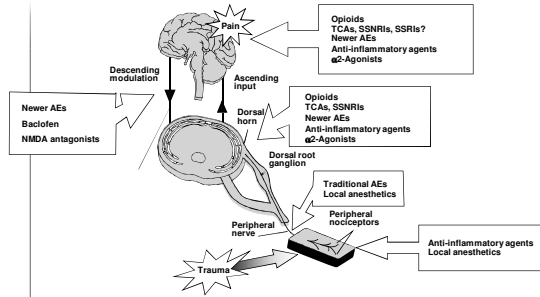 Pain
Opioids
TCAs, SSNRIs, SSRIs?
Newer AEs
Anti-inflammatory agents
α2-Agonists
Descending
modulation
Ascending
input
Newer AEs
Baclofen
NMDA antagonists
Opioids
TCAs, SSNRIs
Newer AEs
Anti-inflammatory agents
α2-Agonists
Dorsal
horn
Dorsal root
ganglion
Traditional AEs
Local anesthetics
Peripheral
nerve
Peripheral
nociptors
Anti-inflammatory agents
Local anesthetics
Trauma